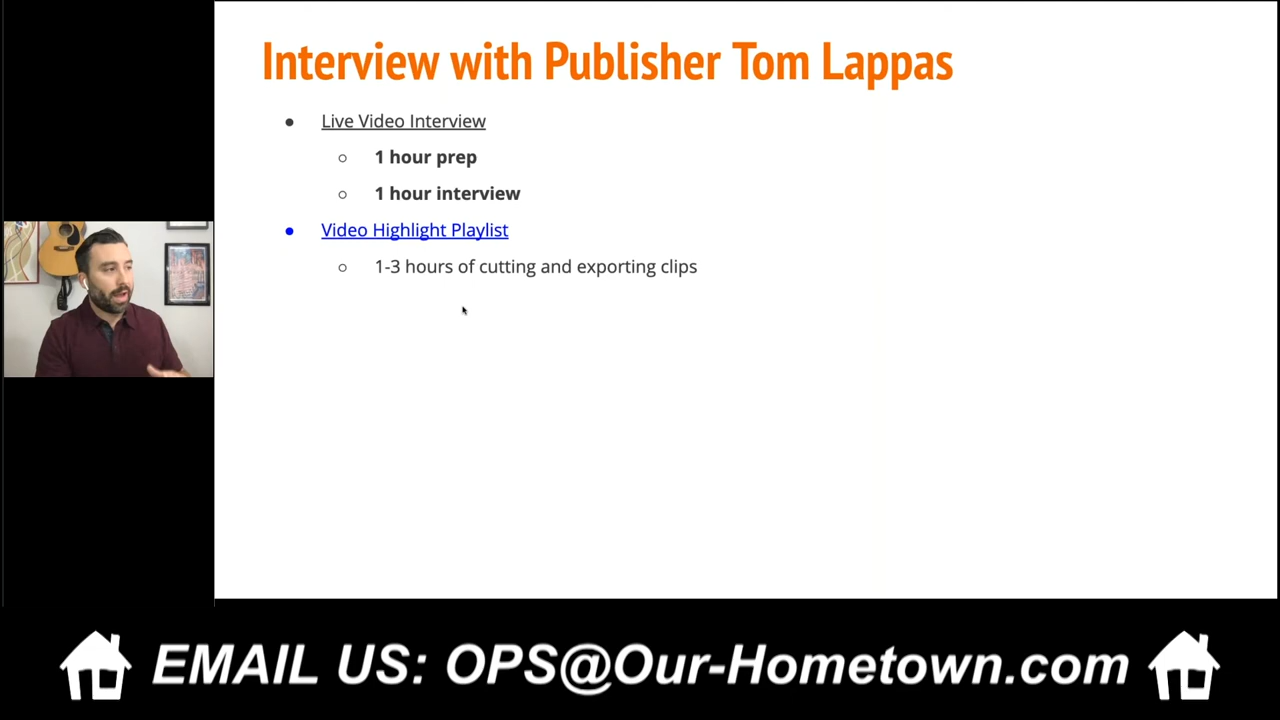 Interview with Publisher Tom Lappas
Live Video Interview
1 hour prep
1 hour interview
Video Highlight Playlist
1-3 hours of cutting and exporting clips
EMAIL US: OPS@Our-Hometown.com